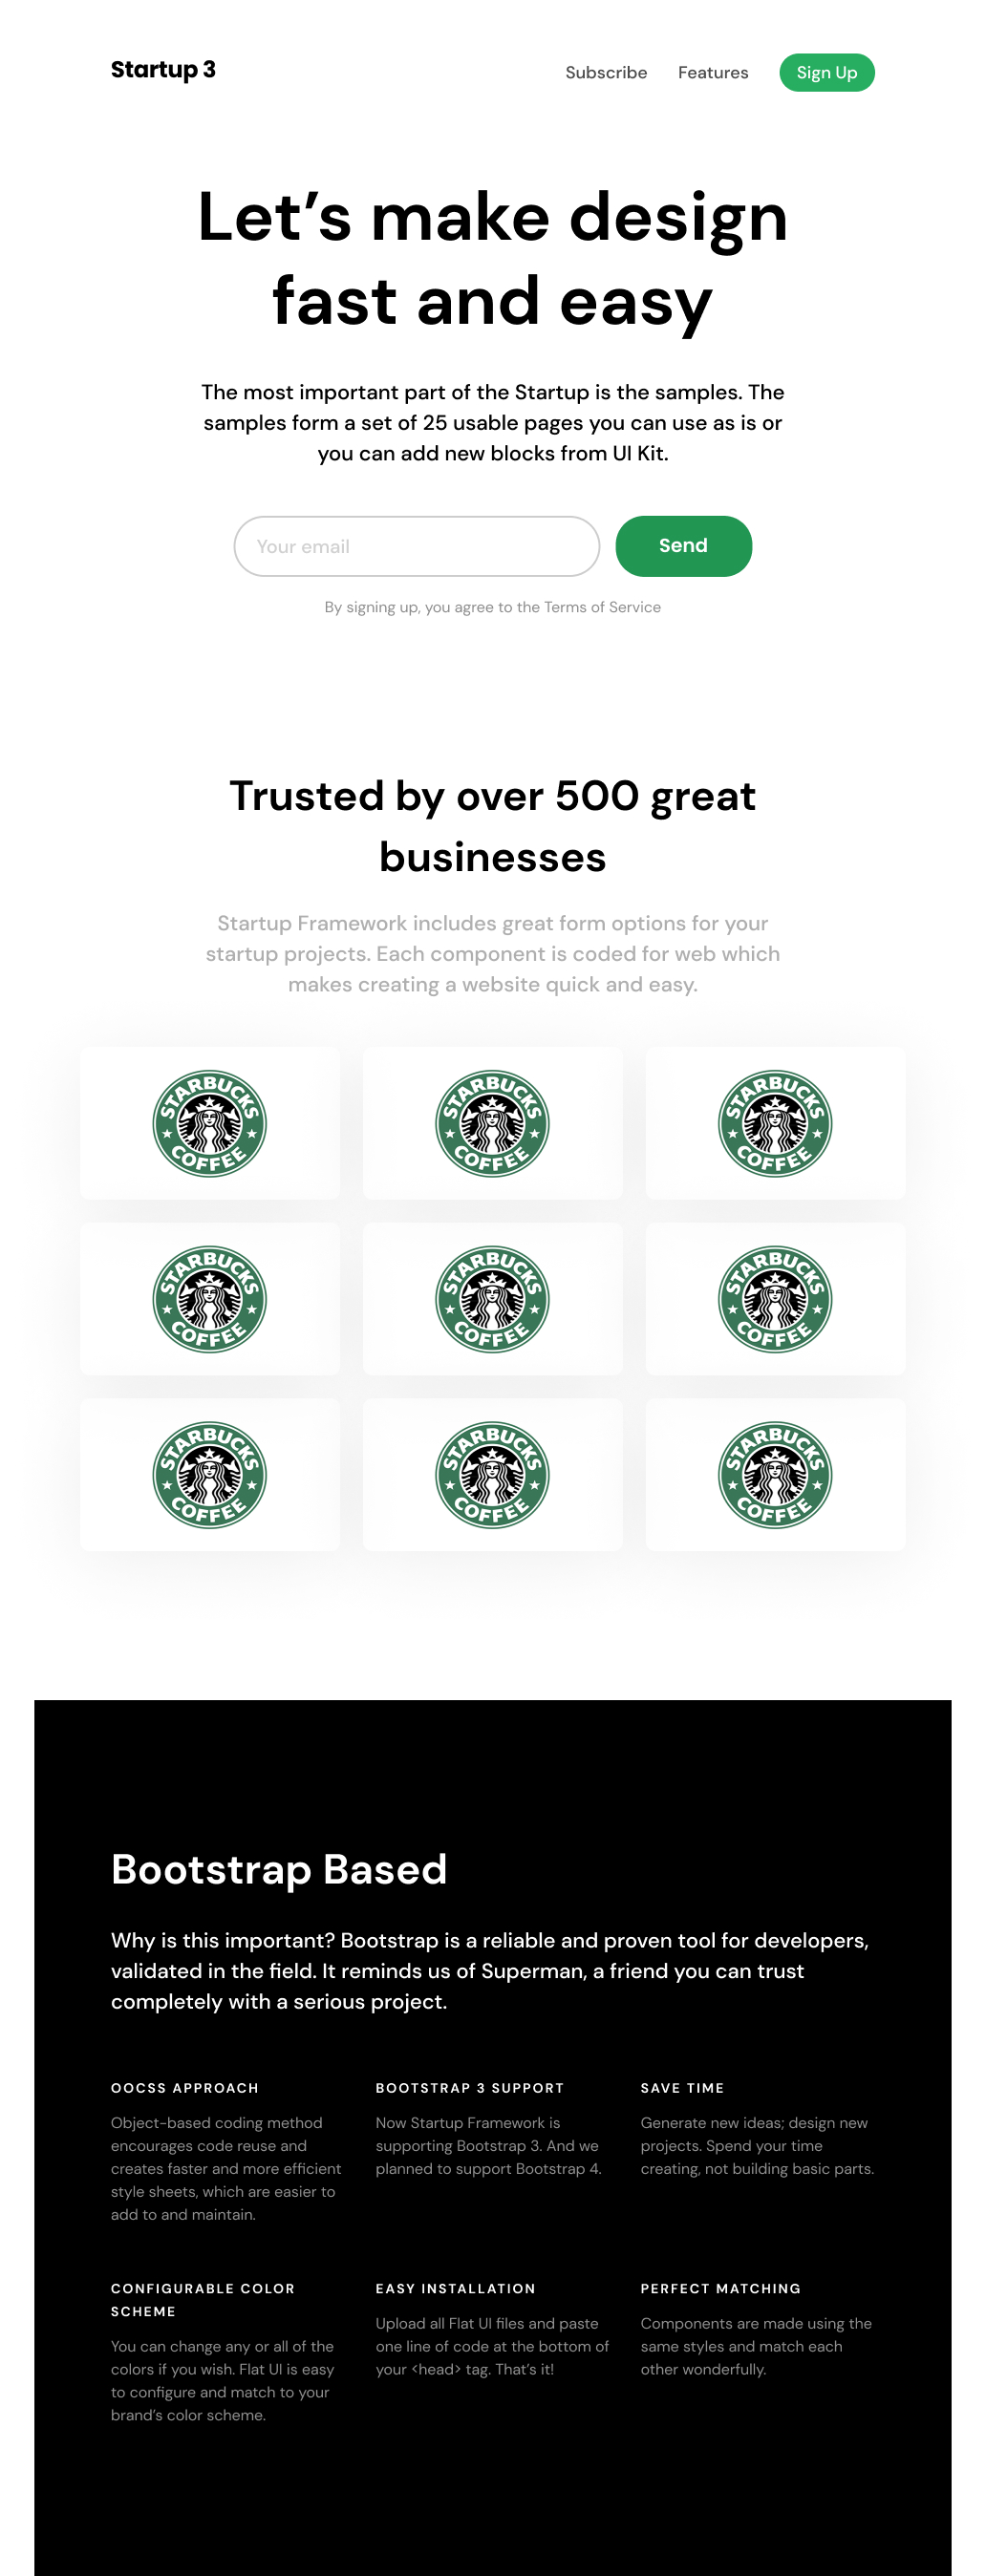 Startup 3
Subscribe Features Sign Up
Let’s make design
fast and easy
The most important part of the Startup is the samples. The
samples form a set of 25 usable pages you can use as is or
you can add new blocks from UI Kit.
Your email
Send
By signing up, you agree to the Terms of Service
Trusted by over 500 great
businesses
Startup Framework includes great form options for your
startup projects. Each component is coded for web which
makes creating a website quick and easy.
STARBUCKS COFFEE
STARBUCKS COFFEE
STARBUCKS COFFEE
STARBUCKS COFFEE
STARBUCKS COFFEE
STARBUCKS COFFEE
STARBUCKS COFFEE
STARBUCKS COFFEE
STARBUCKS COFFEE
Bootstrap Based
Why is this important? Bootstrap is a reliable and proven tool for developers,
validated in the field. It reminds us of Superman, a friend you can trust
completely with a serious project.
OOCSS APPROACH
Object-based coding method
encourages code reuse and
creates faster and more efficient
style sheets, which are easier to
add to and maintain.
BOOTSTRAP 3 SUPPORT
Now Startup Framework is
supporting Bootstrap 3. And we
planned to support Bootstrap 4.
SAVE TIME
Generate new ideas; design new
projects. Spend your time
creating, not building basic parts.
CONFIGURABLE COLOR
SCHEME
You can change any or all of the
colors if you wish. Flat UI is easy
to configure and match to your
brand’s color scheme.
EASY INSTALLATION
Upload all Flat UI files and paste
one line of code at the bottom of
your <head> tag. That’s it!
PERFECT MATCHING
Components are made using the
same styles and match each
other wonderfully.